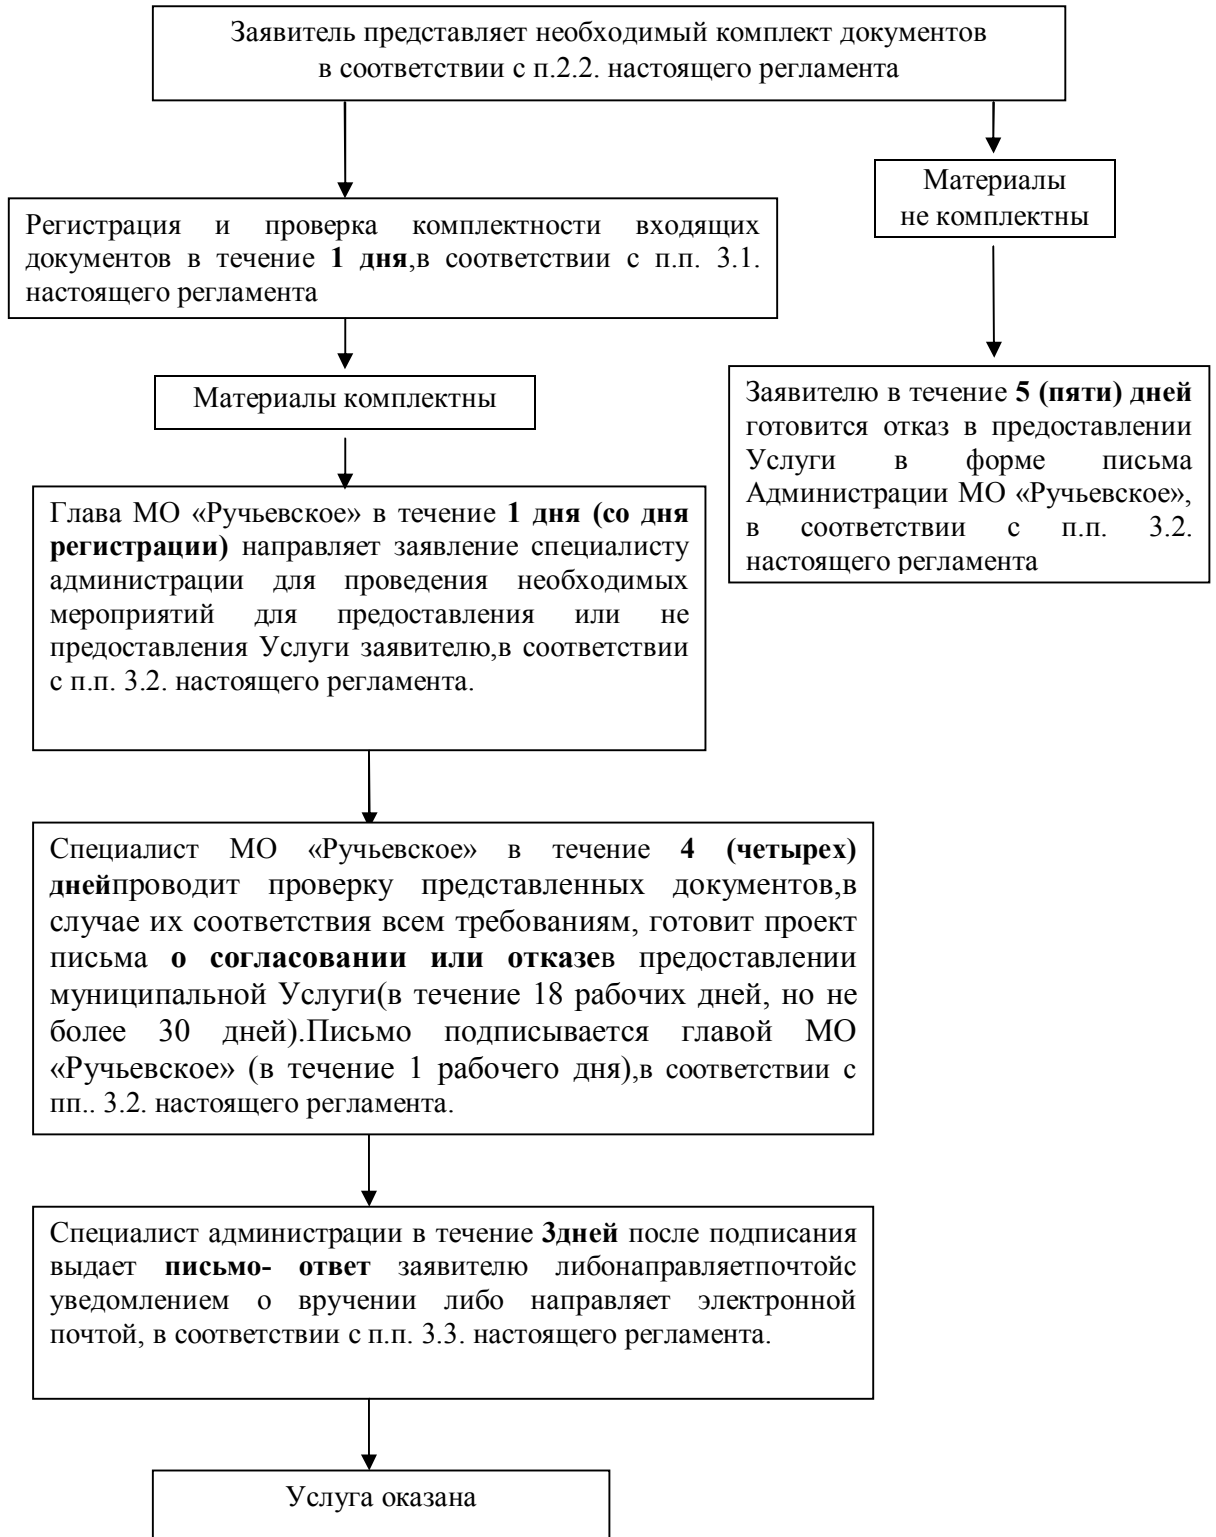 Заявитель представляет необходимый комплект документов
в соответствии с п.2.2. настоящего регламента
Материалы
не комплектны
Регистрация и проверка комплектности входящих
документов в течение 1 дня,в соответствии с п.п. 3.1.
настоящего регламента
Материалы комплектны
Заявителю в течение 5 (пяти) дней
готовится отказ в предоставлении
Услуги в форме письма
Администрации МО «Ручьевское»,
в соответствии с п.п. 3.2.
настоящего регламента
Глава МО «Ручьевское» в течение 1 дня (со дня
регистрации) направляет заявление специалисту
администрации для проведения необходимых
мероприятий для предоставления или не
предоставления Услуги заявителю,в соответствии
с п.п. 3.2. настоящего регламента.
Специалист МО «Ручьевское» в течение 4 (четырех)
днейпроводит проверку представленных документов,в
случае их соответствия всем требованиям, готовит проект
письма о согласовании или отказев предоставлении
муниципальной Услуги(в течение 18 рабочих дней, но не
более 30 дней).Письмо подписывается главой МО
«Ручьевское» (в течение 1 рабочего дня),в соответствии с
пп.. 3.2. настоящего регламента.
Специалист администрации в течение 3дней после подписания
выдает письмо- ответ заявителю либонаправляетпочтойс
уведомлением о вручении либо направляет электронной
почтой, в соответствии с п.п. 3.3. настоящего регламента.
Услуга оказана